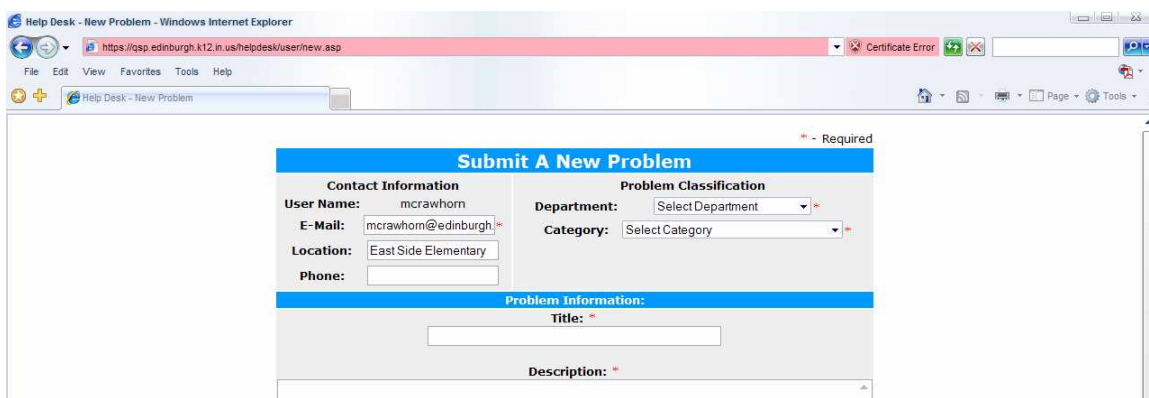 Help Desk - New Problem - Windows Internet Explorer
https://qsp.edinburgh.k12.in.us/helpdesk/user/new.asp
Certificate Error
File Edit View Favorites Tools Help
Help Desk - New Problem
Page Tools
* - Required
Submit A New Problem
Contact Information
User Name: mcrawhorn
E-Mail: mcrawhorn@edinburgh. *
Location: East Side Elementary
Phone:
Problem Classification
Department: Select Department *
Category: Select Category *
Problem Information:
Title: *
Description: *